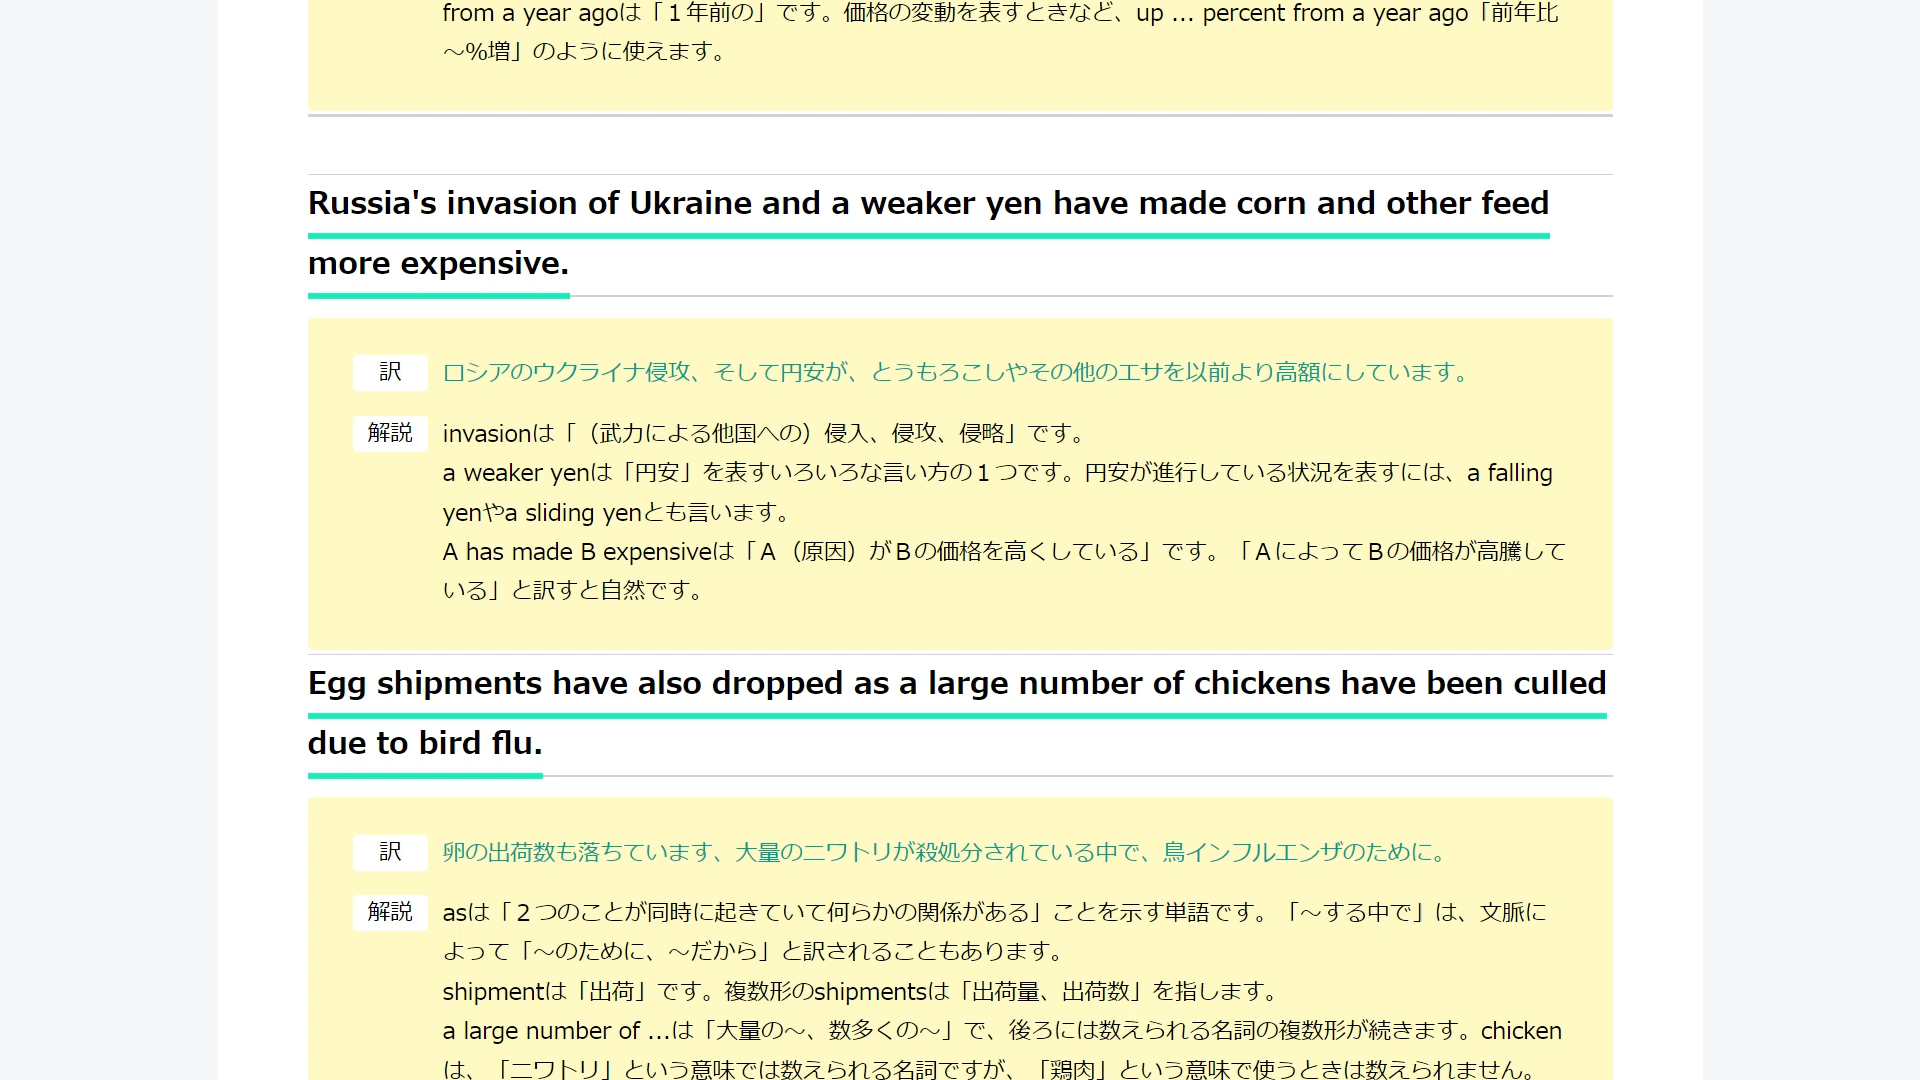 from a year agoは「１年前の」です。価格の変動を表すときなど、up ... percent from a year ago「前年比
～%増」のように使えます。
Russia's invasion of Ukraine and a weaker yen have made corn and other feed
more expensive.
訳 ロシアのウクライナ侵攻、そして円安が、とうもろこしやその他のエサを以前より高額にしています。
解説 invasionは「（武力による他国への）侵入、侵攻、侵略」です。
a weaker yenは「円安」を表すいろいろな言い方の１つです。円安が進行している状況を表すには、a falling
yenやa sliding yenとも言います。
A has made B expensiveは「Ａ（原因）がＢの価格を高くしている」です。「ＡによってＢの価格が高騰して
いる」と訳すと自然です。
Egg shipments have also dropped as a large number of chickens have been culled
due to bird flu.
訳 卵の出荷数も落ちています、大量のニワトリが殺処分されている中で、鳥インフルエンザのために。
解説 asは「２つのことが同時に起きていて何らかの関係がある」ことを示す単語です。「～する中で」は、文脈に
よって「～のために、～だから」と訳されることもあります。
shipmentは「出荷」です。複数形のshipmentsは「出荷量、出荷数」を指します。
a large number of ...は「大量の～、数多くの～」で、後ろには数えられる名詞の複数形が続きます。chicken
は、「ニワトリ」という意味では数えられる名詞ですが、「鶏肉」という意味で使うときは数えられません。